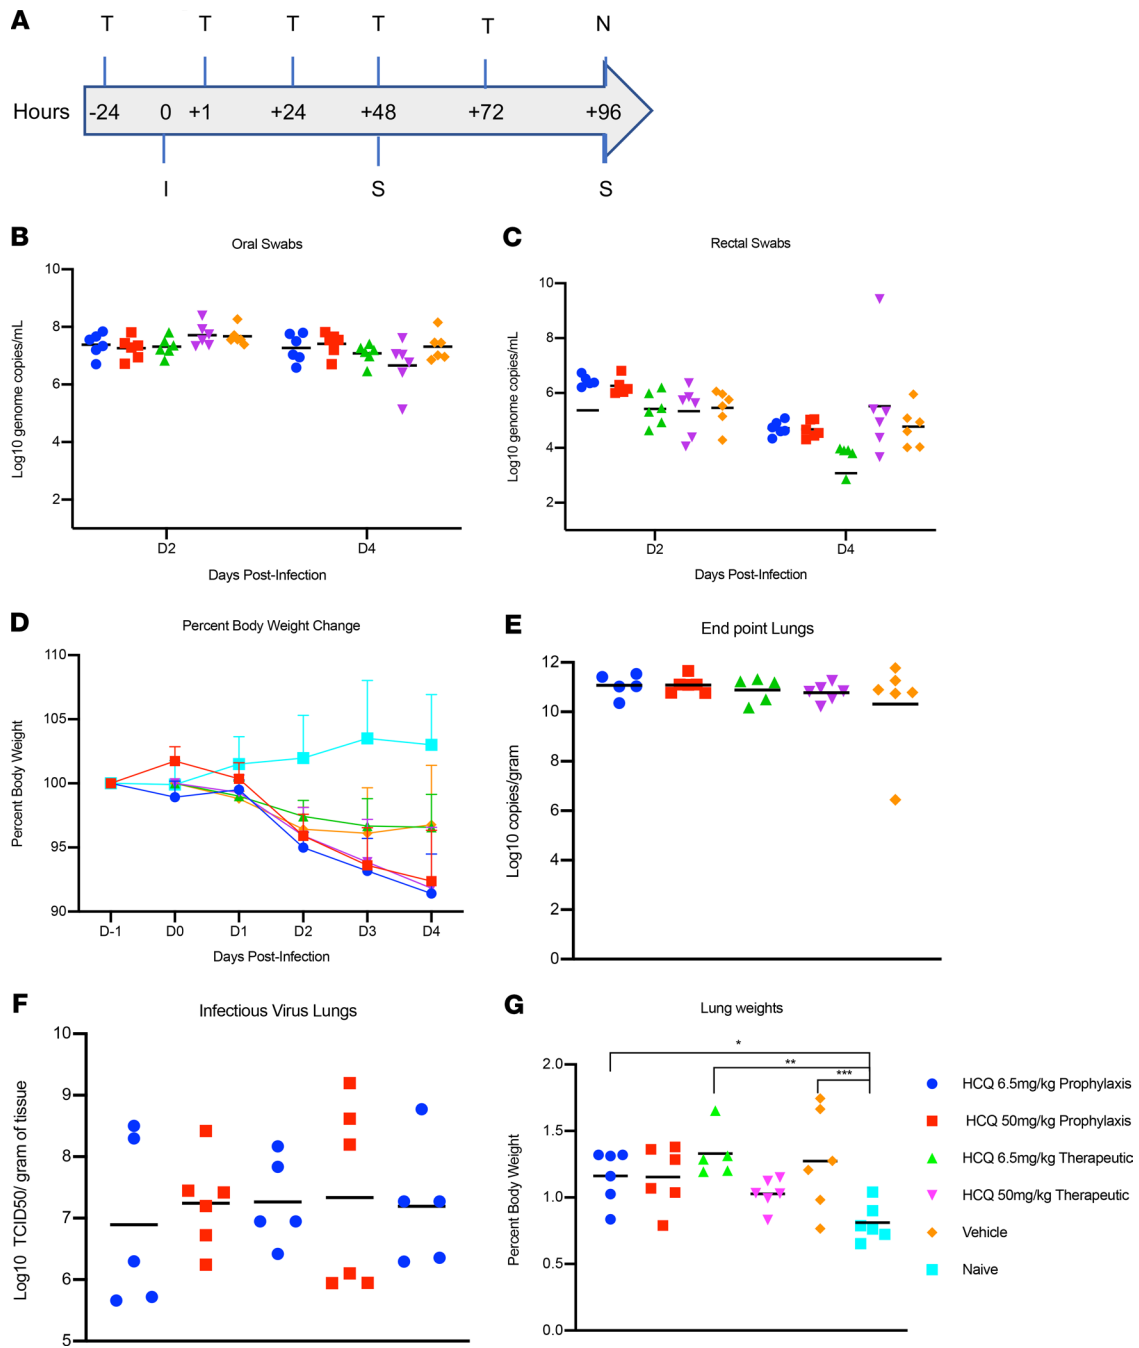 A
T T T T T N
Hours -24 0 +1 +24 +48 +72 +96
I S S
B
Oral Swabs
Log10 genome copies/mL
10
8
6
4
2
D2 D4
Days Post-Infection
C
Rectal Swabs
Log10 genome copies/mL
10
8
6
4
2
D2 D4
Days Post-Infection
D
Percent Body Weight Change
Percent Body Weight
110
105
100
95
90
D-1 D0 D1 D2 D3 D4
Days Post-Infection
E
End point Lungs
Log10 copies/gram
12
10
8
6
4
2
0
F
Infectious Virus Lungs
Log10 TCID50/ gram of tissue
10
9
8
7
6
5
G
Lung weights
Percent Body Weight
2.0
1.5
1.0
0.5
0.0
*
**
***
HCQ 6.5mg/kg Prophylaxis
HCQ 50mg/kg Prophylaxis
HCQ 6.5mg/kg Therapeutic
HCQ 50mg/kg Therapeutic
Vehicle
Naive